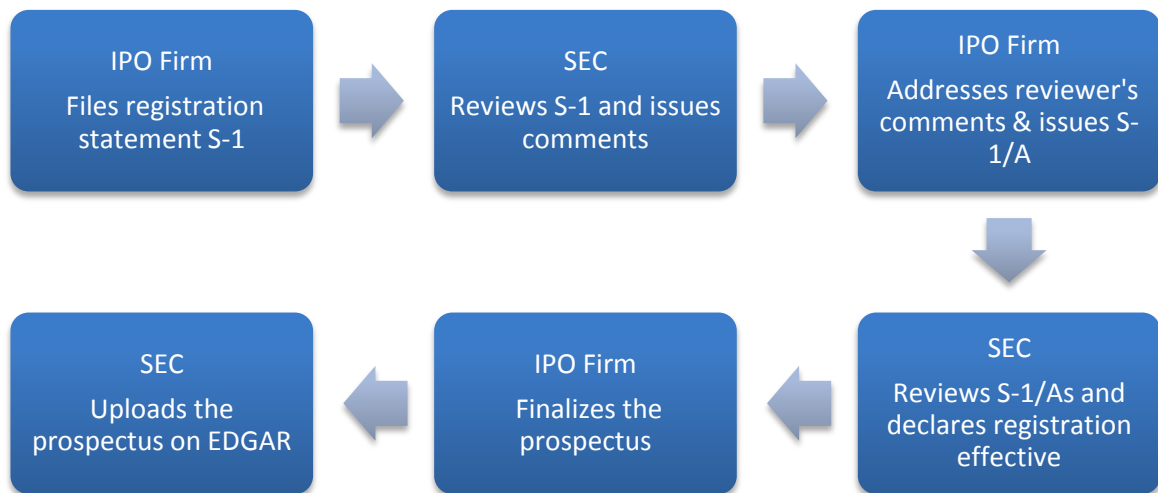 IPO Firm
Files registration
statement S-1
SEC
Reviews S-1 and issues
comments
IPO Firm
Addresses reviewer's
comments & issues S-
1/A
SEC
Reviews S-1/As and
declares registration
effective
IPO Firm
Finalizes the
prospectus
SEC
Uploads the
prospectus on EDGAR